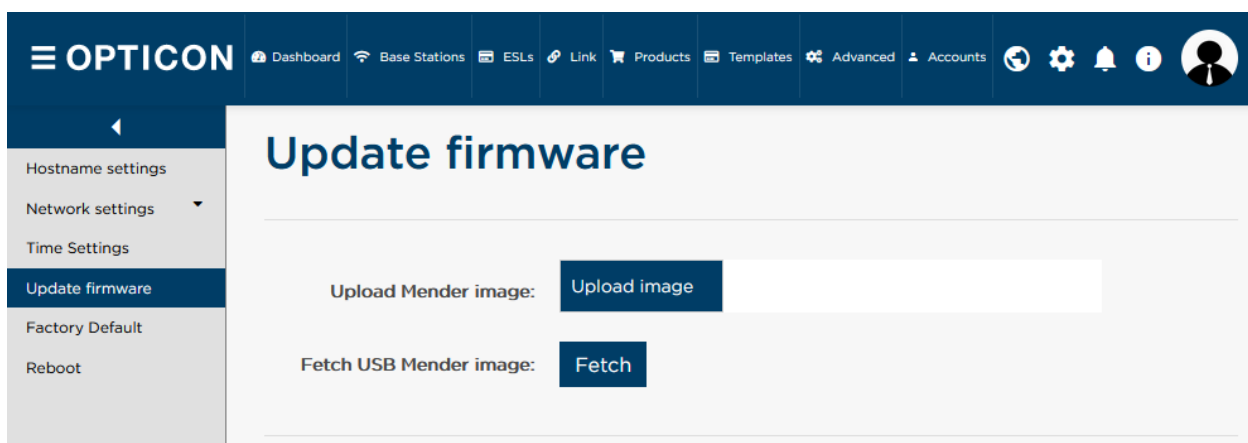 OPTICON Dashboard Base Stations ESLs Link Products Templates Advanced Accounts
Hostname settings
Network settings
Time Settings
Update firmware
Factory Default
Reboot
Update firmware
Upload Mender image: Upload image
Fetch USB Mender image: Fetch